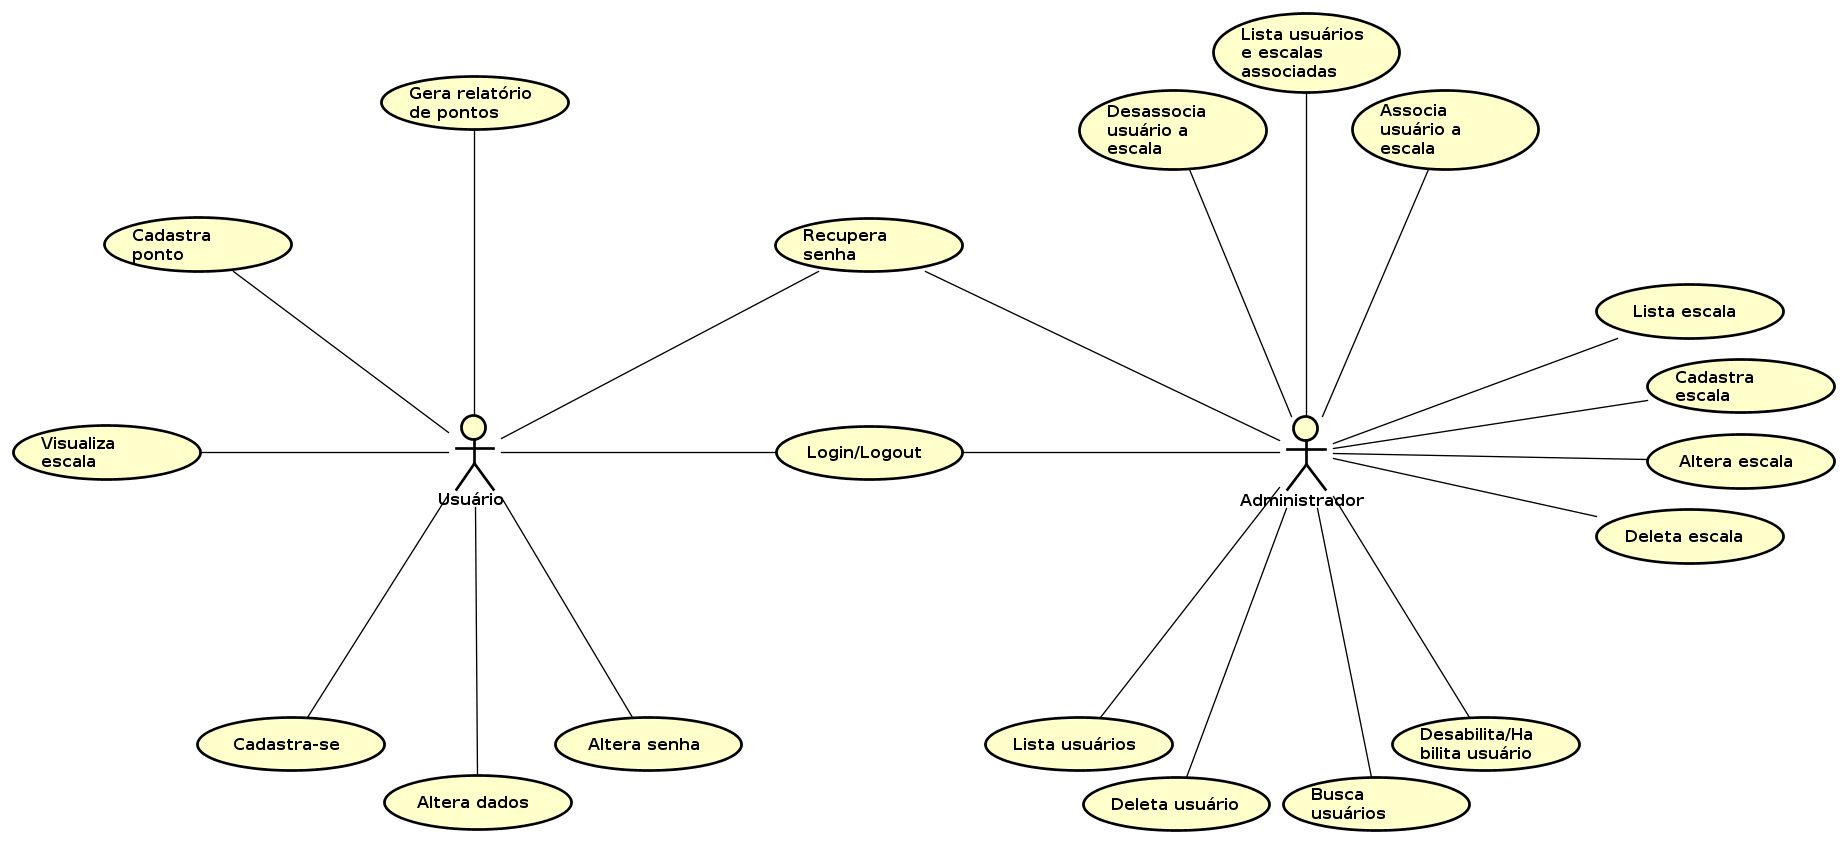 Lista usuários
e escalas
associadas
Gera relatório
de pontos
Desassocia
usuário a
escala
Associa
usuário a
escala
Cadastra
ponto
Recupera
senha
Lista escala
Cadastra
escala
Visualiza
escala
Login/Logout
Altera escala
Usuário
Administrador
Deleta escala
Cadastra-se
Altera senha
Lista usuários
Desabilita/Ha
bilita usuário
Altera dados
Deleta usuário
Busca
usuários